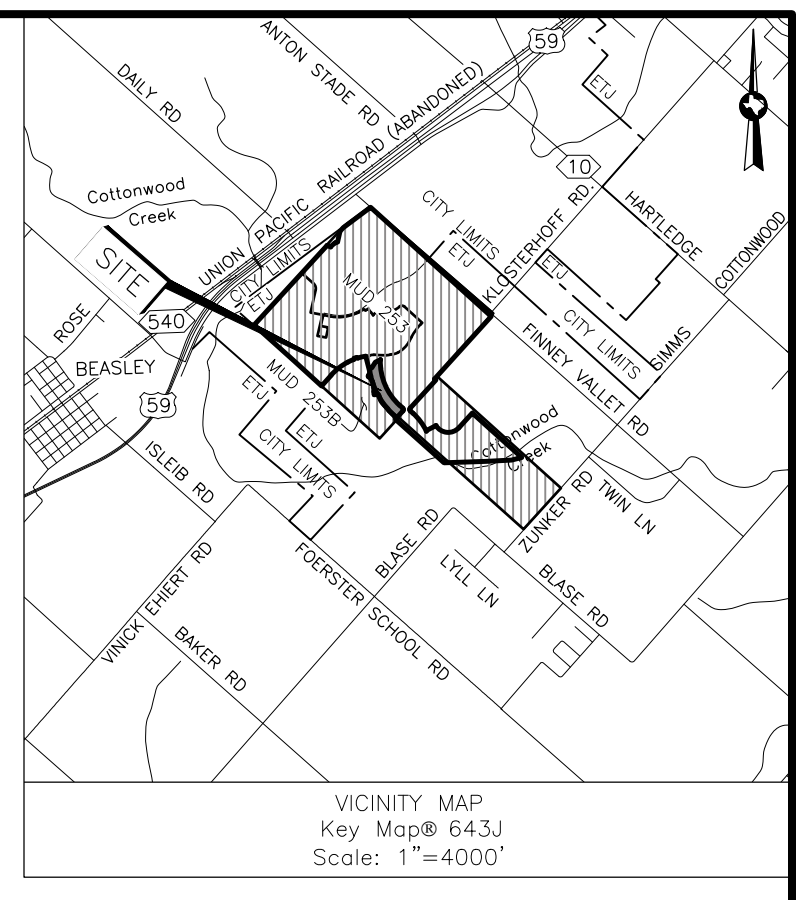 ANTON STADE RD
59
ETJ
DAILY RD
UNION PACIFIC RAILROAD (ABANDONED)
10
Cottonwood
Creek
CITY LIMITS
ETJ
KLOSTERHOFF RD.
HARTLEDGE
COTTONWOOD
SITE
CITY LIMITS
ETJ
MUD 253
ETJ
CITY LIMITS
SIMMS
540
ROSE
BEASLEY
59
FINNEY VALLET RD
MUD 253B
ETJ
ETJ
CITY LIMITS
Cottonwood
Creek
ISLEIB RD
ZUNKER RD
TWIN LN
BLASE RD
LYLL LN
BLASE RD
FOERSTER SCHOOL RD
VINICK EHIERT RD
BAKER RD
VICINITY MAP
Key Map® 643J
Scale: 1"=4000'